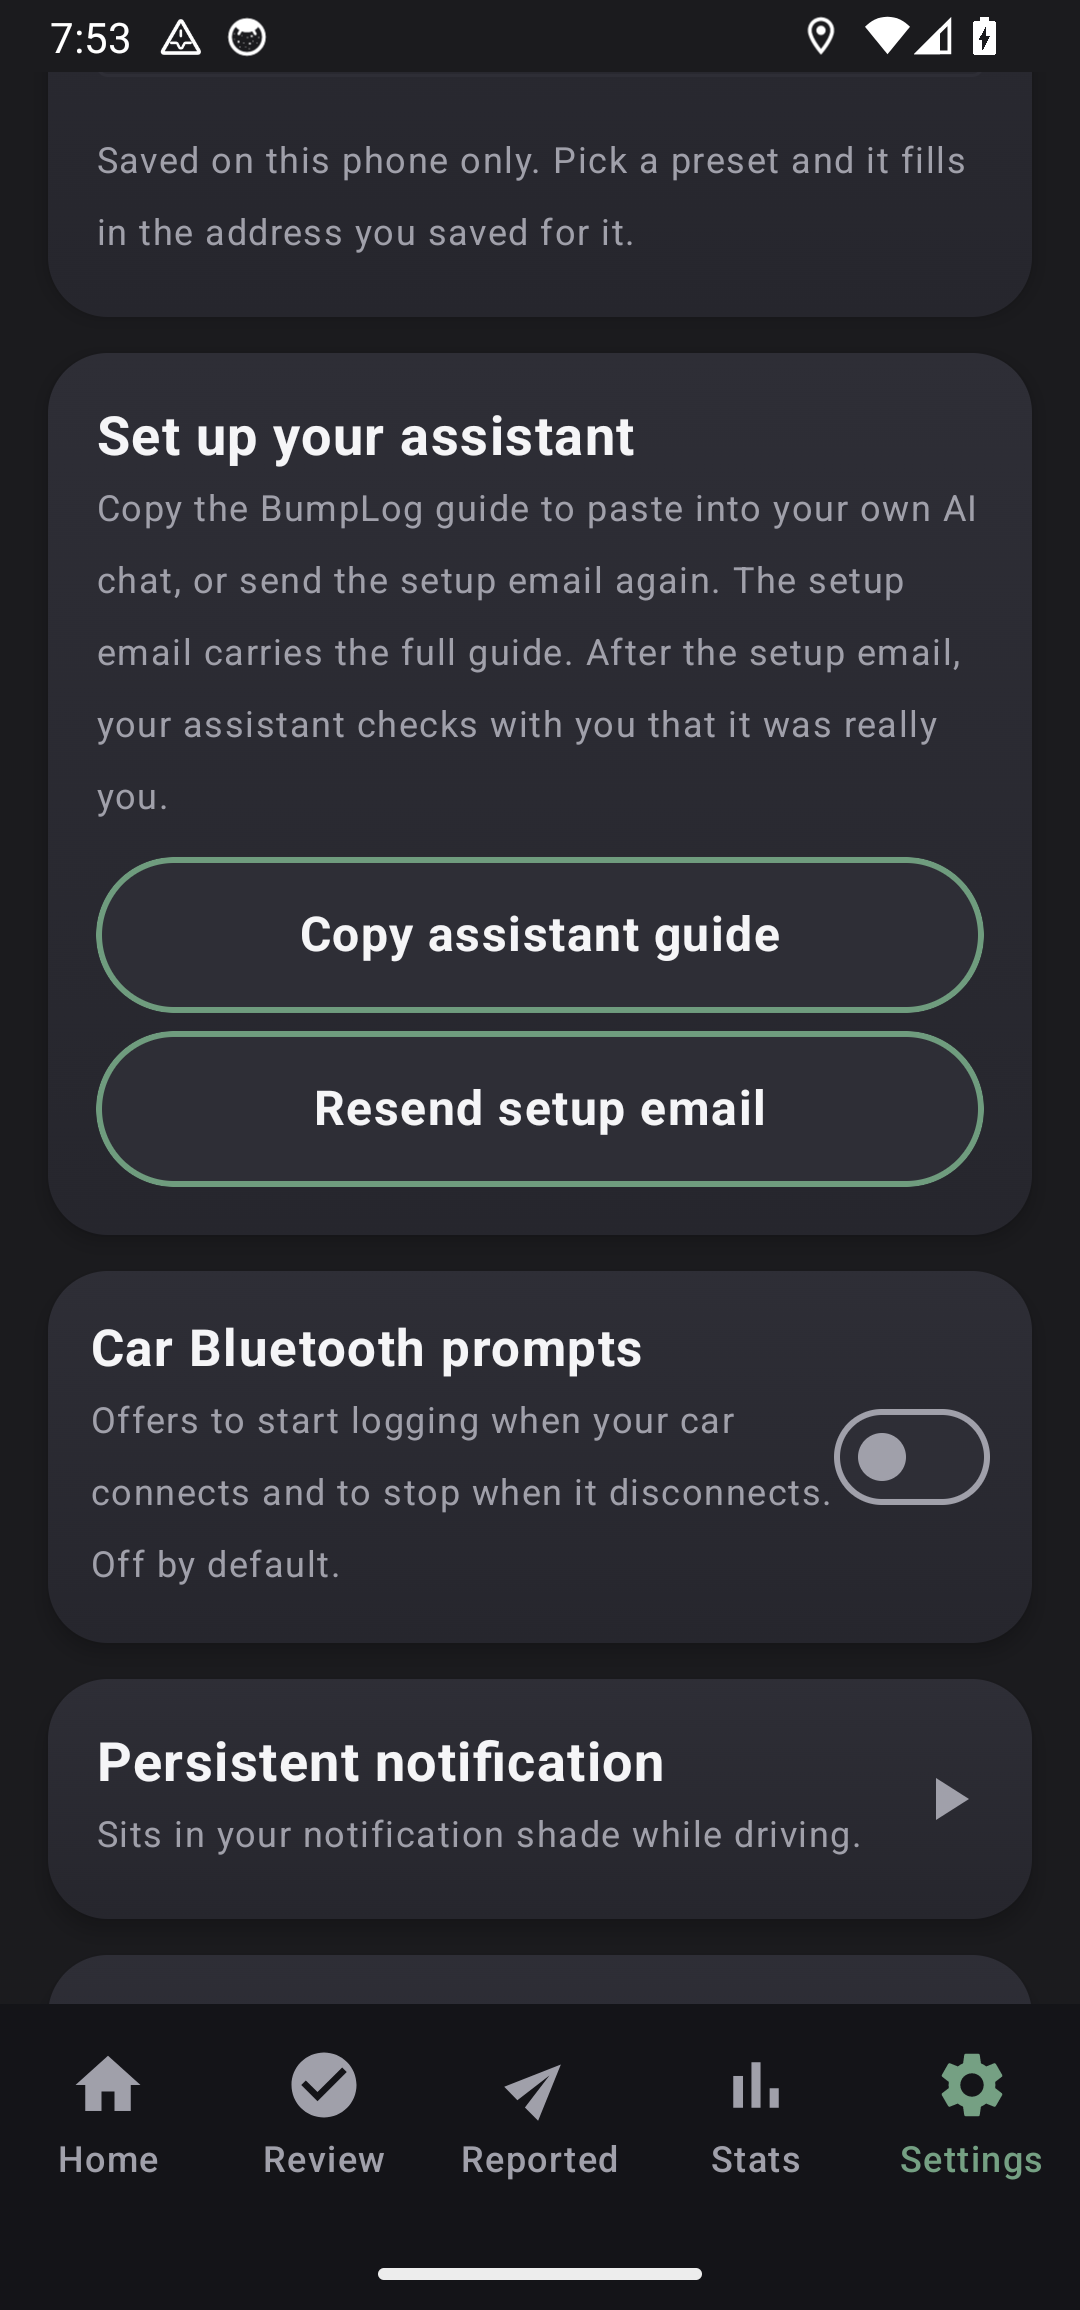 7:53
Saved on this phone only. Pick a preset and it fills
in the address you saved for it.
Set up your assistant
Copy the BumpLog guide to paste into your own AI
chat, or send the setup email again. The setup
email carries the full guide. After the setup email,
your assistant checks with you that it was really
you.
Copy assistant guide
Resend setup email
Car Bluetooth prompts
Offers to start logging when your car
connects and to stop when it disconnects.
Off by default.
Persistent notification
Sits in your notification shade while driving.
Home Review Reported Stats Settings